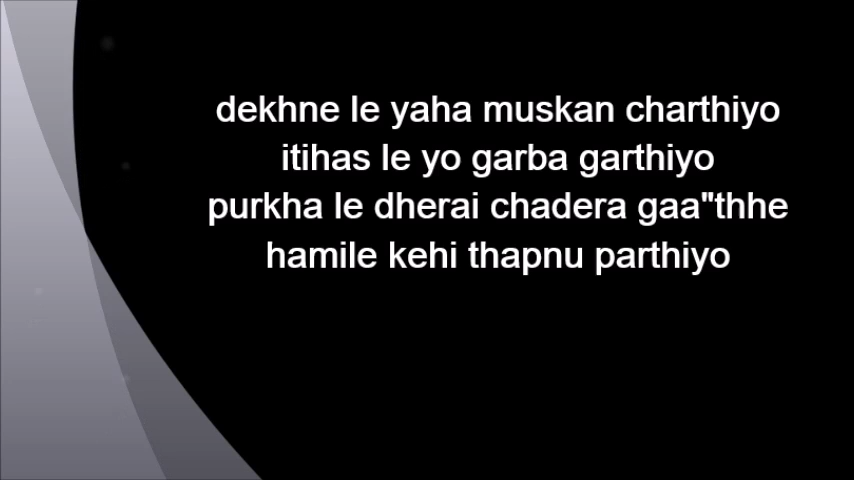 dekhne le yaha muskan charthiyo
itihas le yo garba garthiyo
purkha le dherai chadera gaa"thhe
hamile kehi thapnu parthiyo